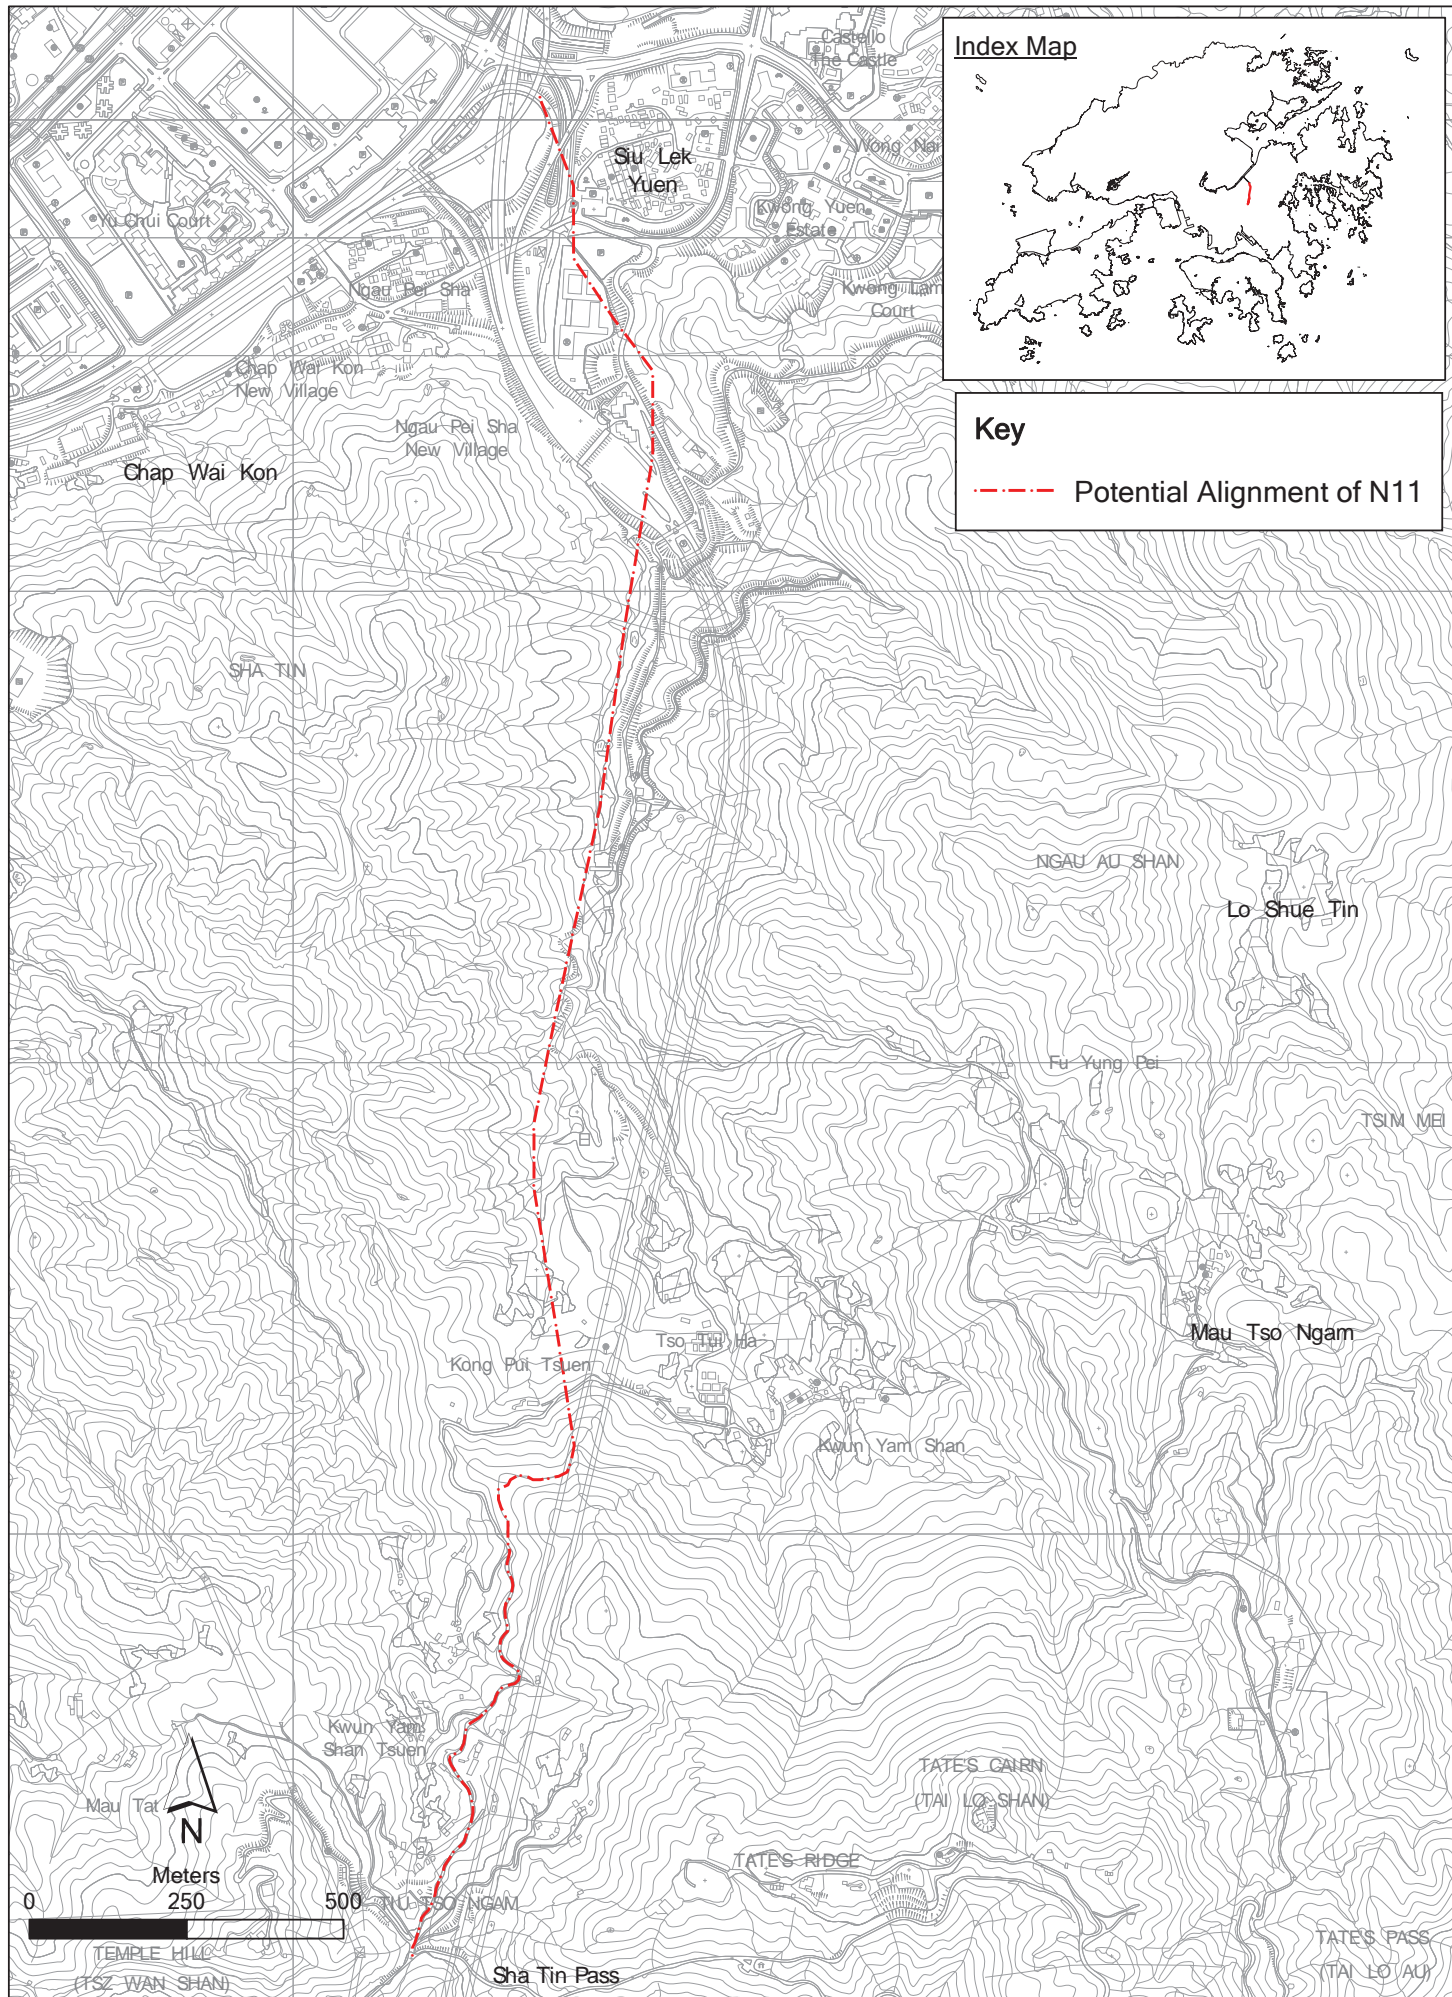 Castello
The Castle
Index Map
Siu Lek
Yuen
Wong Nai
Yu Chui Court
Kwong Yuen
Estate
Ngau Pei Sha
Kwong Lam
Court
Chap Wai Kon
New Village
Ngau Pei Sha
New Village
Key
Chap Wai Kon
Potential Alignment of N11
SHA TIN
NGAU AU SHAN
Lo Shue Tin
Fu Yung Pei
TSIM MEI
Mau Tso Ngam
Tso Tui Ha
Kong Pui Tsuen
Kwun Yam Shan
Kwun Yam
Shan Tsuen
TATE'S CAIRN
(TAI LO SHAN)
Mau Tat
N
TATE'S RIDGE
Meters
0 250 500
TIU TSO NGAM
TEMPLE HILL
(TSZ WAN SHAN)
Sha Tin Pass
TATE'S PASS
(TAI LO AU)